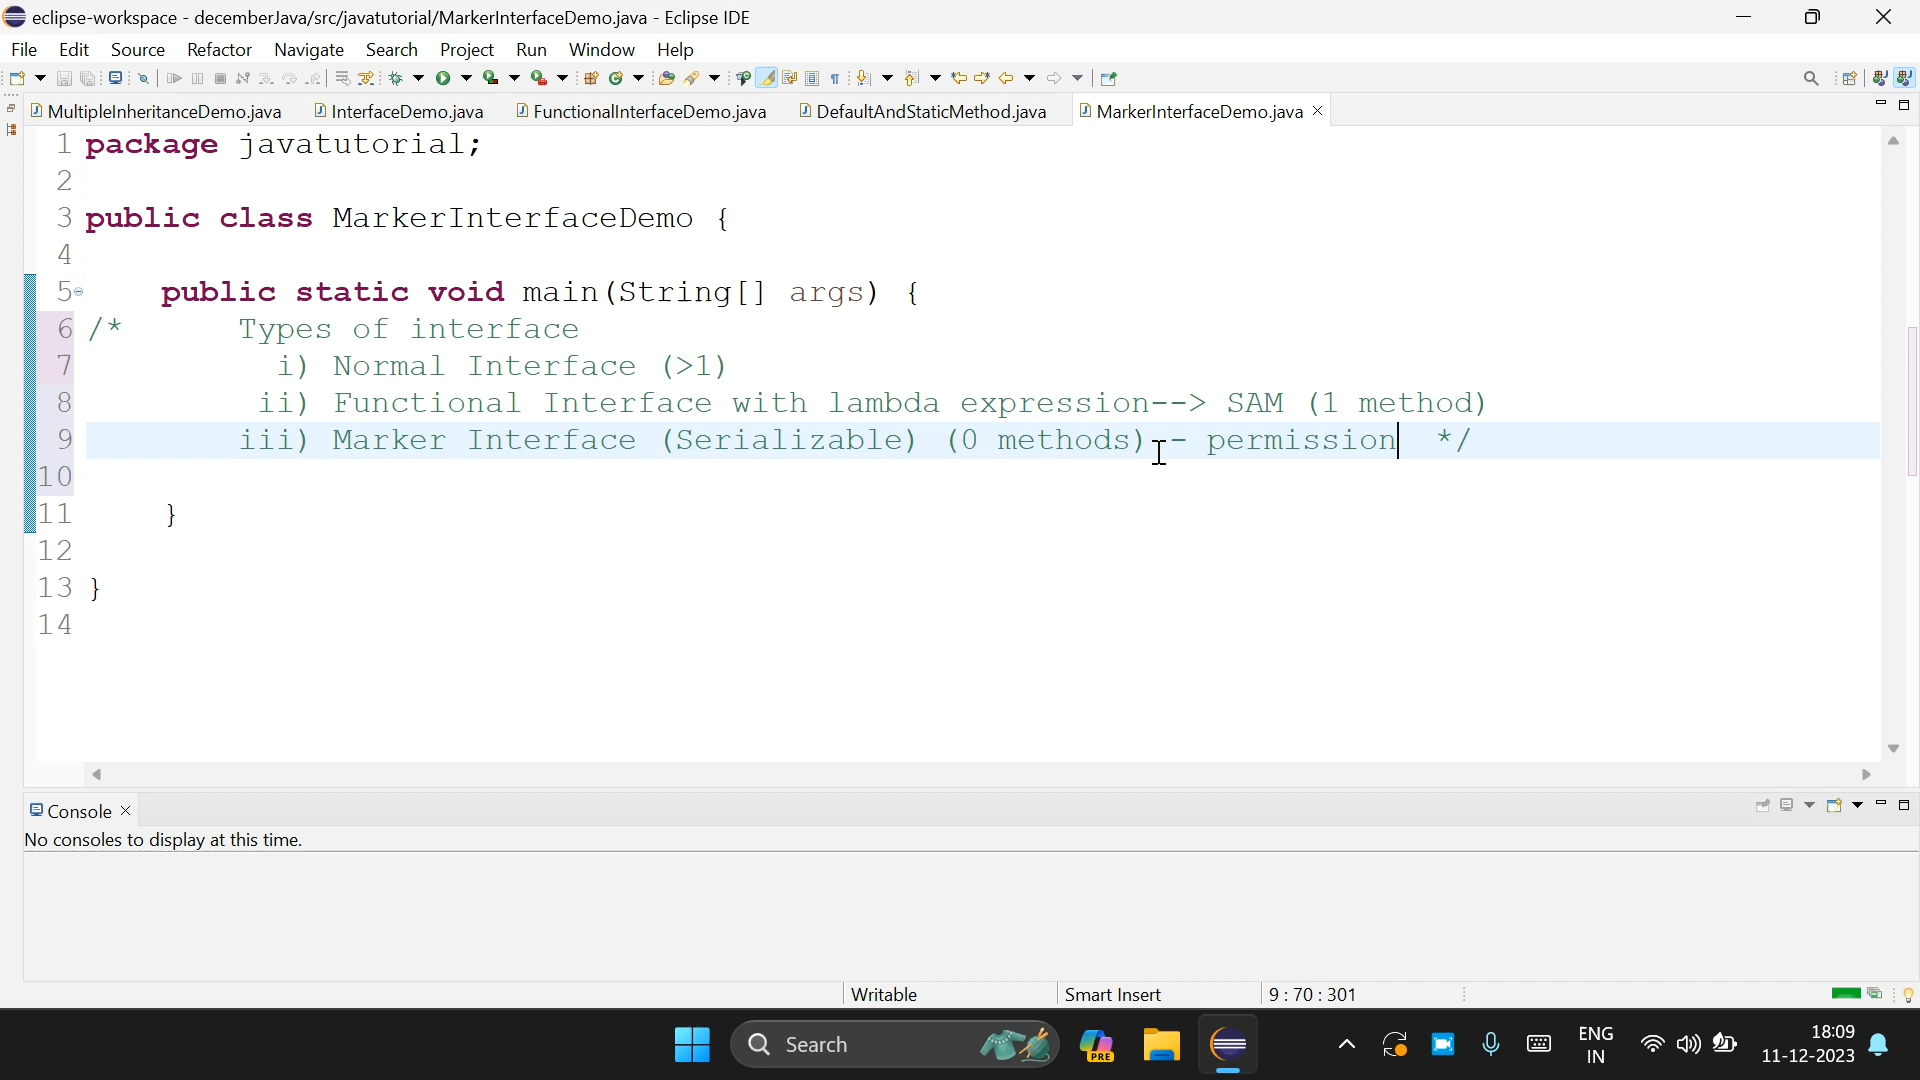 eclipse-workspace - decemberJava/src/javatutorial/MarkerInterfaceDemo.java - Eclipse IDE
File Edit Source Refactor Navigate Search Project Run Window Help
MultipleInheritanceDemo.java InterfaceDemo.java FunctionalInterfaceDemo.java DefaultAndStaticMethod.java MarkerInterfaceDemo.java
1 package javatutorial;
2
3 public class MarkerInterfaceDemo {
4
5 public static void main(String[] args) {
6 /* Types of interface
7 i) Normal Interface (>1)
8 ii) Functional Interface with lambda expression--> SAM (1 method)
9 iii) Marker Interface (Serializable) (0 methods)-- permission */
10
11 }
12
13 }
14
Console
No consoles to display at this time.
Writable Smart Insert 9 : 70 : 301
Search PRE ENG 18:09
IN 11-12-2023